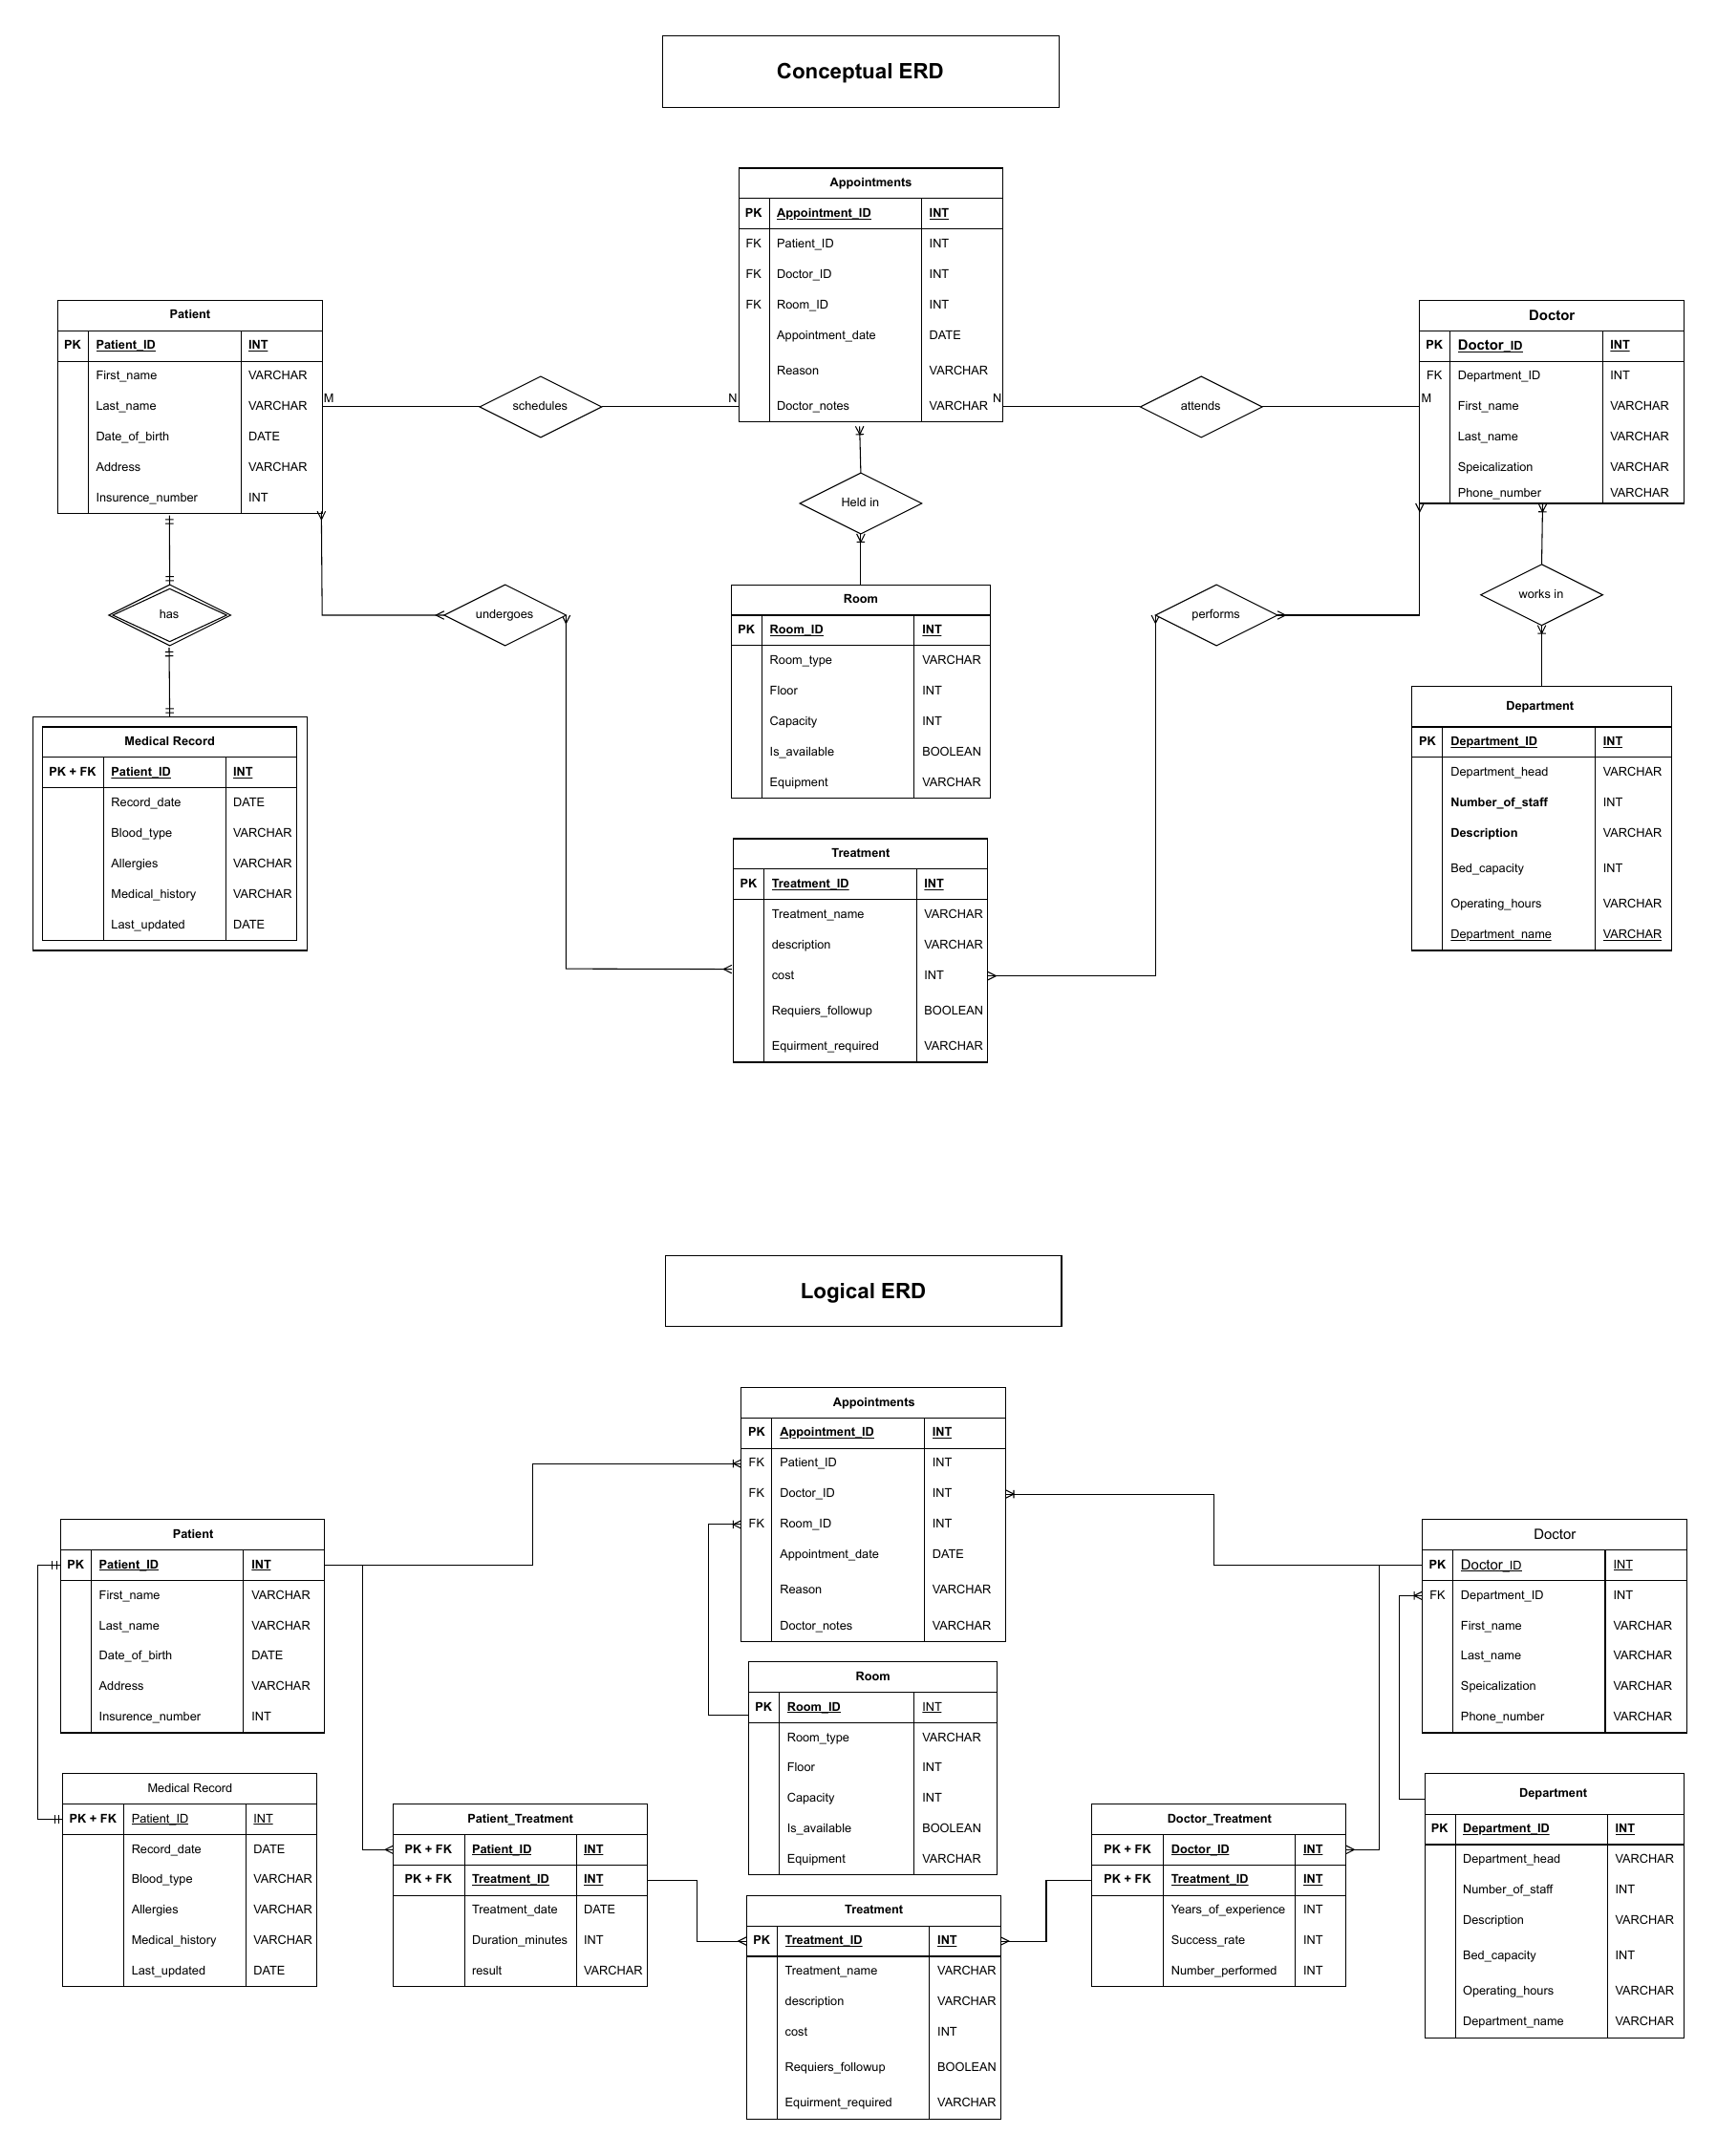 Conceptual ERD
Appointments
PK Appointment_ID INT
FK Patient_ID INT
FK Doctor_ID INT
FK Room_ID INT
Appointment_date DATE
Reason VARCHAR
Doctor_notes VARCHAR
Patient
PK Patient_ID INT
First_name VARCHAR
Last_name VARCHAR
Date_of_birth DATE
Address VARCHAR
Insurence_number INT
M
schedules
N
N
attends
M
Doctor
PK Doctor_ID INT
FK Department_ID INT
First_name VARCHAR
Last_name VARCHAR
Speicalization VARCHAR
Phone_number VARCHAR
Held in
has
undergoes
performs
works in
Room
PK Room_ID INT
Room_type VARCHAR
Floor INT
Capacity INT
Is_available BOOLEAN
Equipment VARCHAR
Medical Record
PK + FK Patient_ID INT
Record_date DATE
Blood_type VARCHAR
Allergies VARCHAR
Medical_history VARCHAR
Last_updated DATE
Department
PK Department_ID INT
Department_head VARCHAR
Number_of_staff INT
Description VARCHAR
Bed_capacity INT
Operating_hours VARCHAR
Department_name VARCHAR
Treatment
PK Treatment_ID INT
Treatment_name VARCHAR
description VARCHAR
cost INT
Requiers_followup BOOLEAN
Equirment_required VARCHAR
Logical ERD
Appointments
PK Appointment_ID INT
FK Patient_ID INT
FK Doctor_ID INT
FK Room_ID INT
Appointment_date DATE
Reason VARCHAR
Doctor_notes VARCHAR
Patient
PK Patient_ID INT
First_name VARCHAR
Last_name VARCHAR
Date_of_birth DATE
Address VARCHAR
Insurence_number INT
Doctor
PK Doctor_ID INT
FK Department_ID INT
First_name VARCHAR
Last_name VARCHAR
Speicalization VARCHAR
Phone_number VARCHAR
Room
PK Room_ID INT
Room_type VARCHAR
Floor INT
Capacity INT
Is_available BOOLEAN
Equipment VARCHAR
Medical Record
PK + FK Patient_ID INT
Record_date DATE
Blood_type VARCHAR
Allergies VARCHAR
Medical_history VARCHAR
Last_updated DATE
Patient_Treatment
PK + FK Patient_ID INT
PK + FK Treatment_ID INT
Treatment_date DATE
Duration_minutes INT
result VARCHAR
Doctor_Treatment
PK + FK Doctor_ID INT
PK + FK Treatment_ID INT
Years_of_experience INT
Success_rate INT
Number_performed INT
Department
PK Department_ID INT
Department_head VARCHAR
Number_of_staff INT
Description VARCHAR
Bed_capacity INT
Operating_hours VARCHAR
Department_name VARCHAR
Treatment
PK Treatment_ID INT
Treatment_name VARCHAR
description VARCHAR
cost INT
Requiers_followup BOOLEAN
Equirment_required VARCHAR